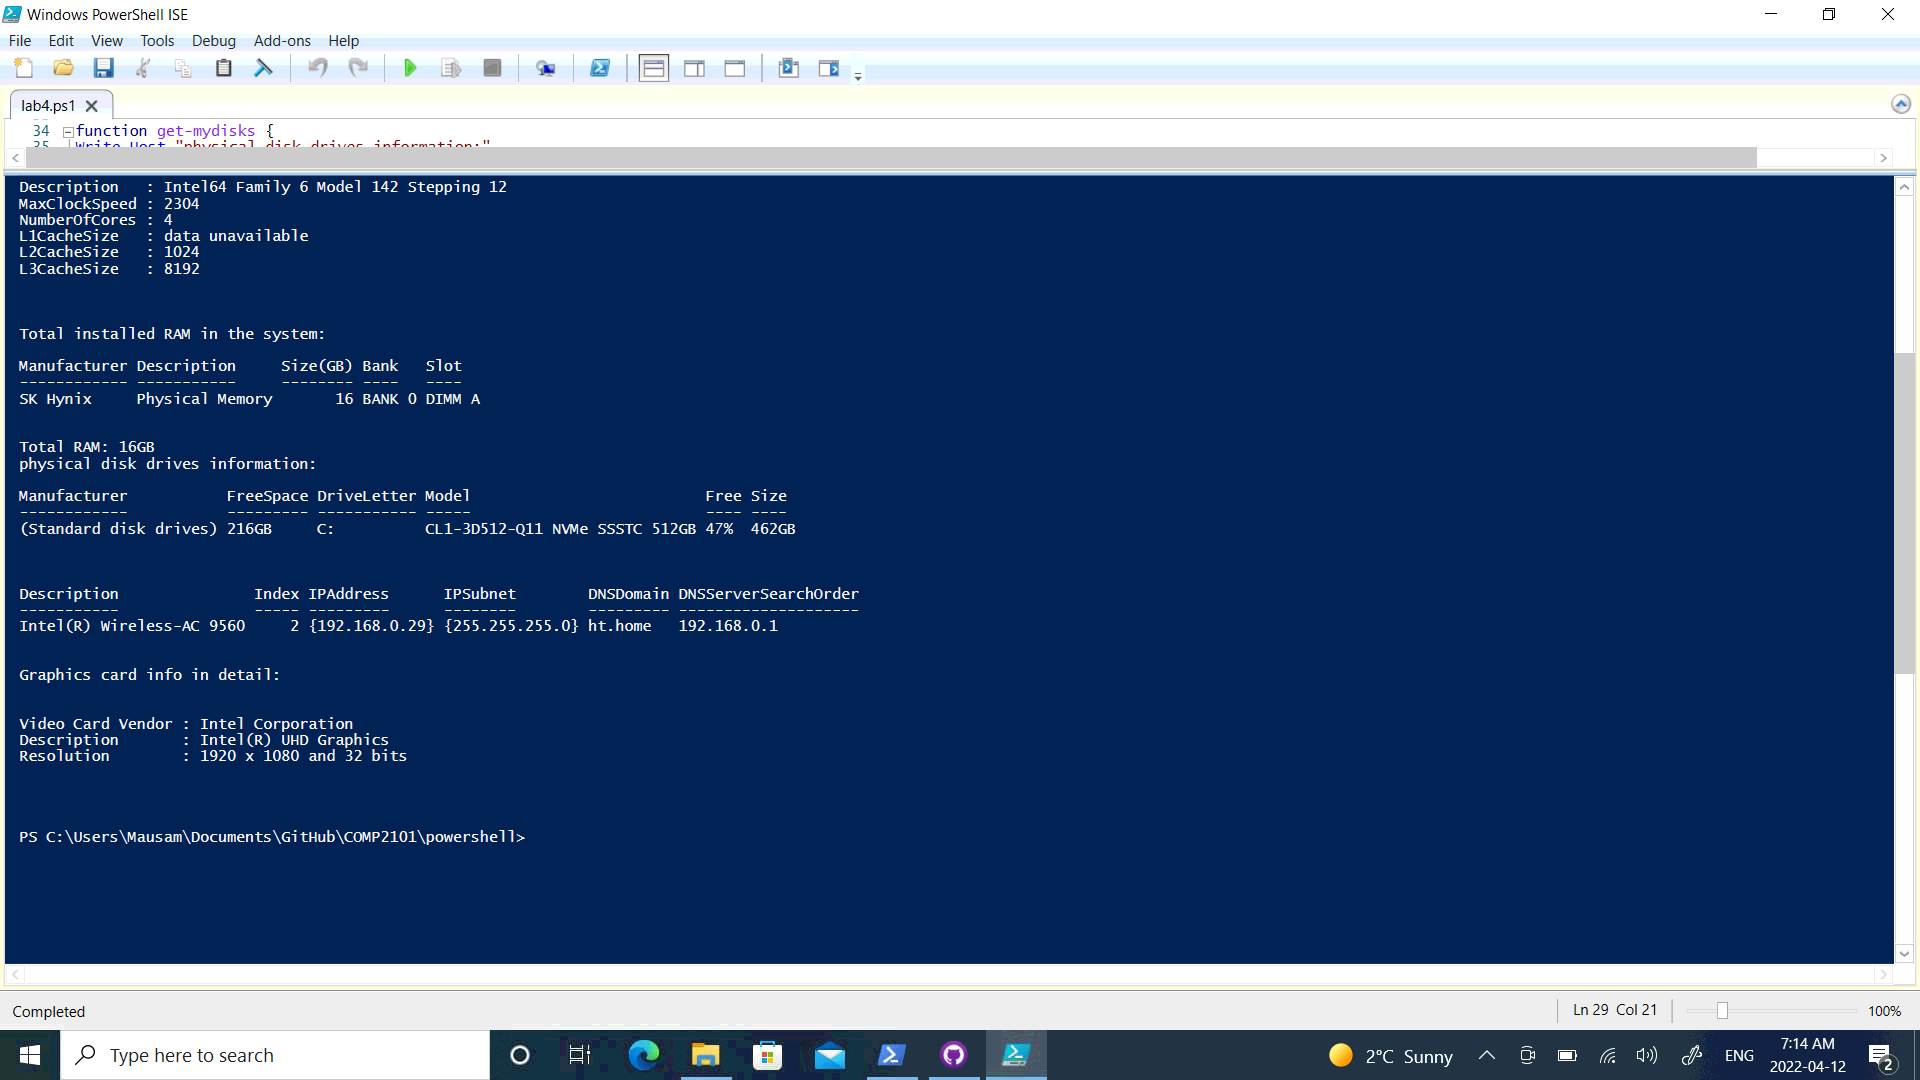 Windows PowerShell ISE
File Edit View Tools Debug Add-ons Help
lab4.ps1
34 function get-mydisks {
35 Write-Host "physical disk drives information:"
Description   : Intel64 Family 6 Model 142 Stepping 12
MaxClockSpeed : 2304
NumberOfCores : 4
L1CacheSize   : data unavailable
L2CacheSize   : 1024
L3CacheSize   : 8192
Total installed RAM in the system:
Manufacturer Description     Size(GB) Bank   Slot
------------ -----------     -------- ----   ----
SK Hynix     Physical Memory       16 BANK 0 DIMM A
Total RAM: 16GB
physical disk drives information:
Manufacturer           FreeSpace DriveLetter Model                          Free Size
------------           --------- ----------- -----                          ---- ----
(Standard disk drives) 216GB     C:          CL1-3D512-Q11 NVMe SSSTC 512GB 47%  462GB
Description               Index IPAddress      IPSubnet        DNSDomain DNSServerSearchOrder
-----------               ----- ---------      --------        --------- --------------------
Intel(R) Wireless-AC 9560     2 {192.168.0.29} {255.255.255.0} ht.home   192.168.0.1
Graphics card info in detail:
Video Card Vendor : Intel Corporation
Description       : Intel(R) UHD Graphics
Resolution        : 1920 x 1080 and 32 bits
PS C:\Users\Mausam\Documents\GitHub\COMP2101\powershell>
Completed
Ln 29 Col 21
100%
Type here to search
2°C Sunny
ENG
7:14 AM
2022-04-12
2